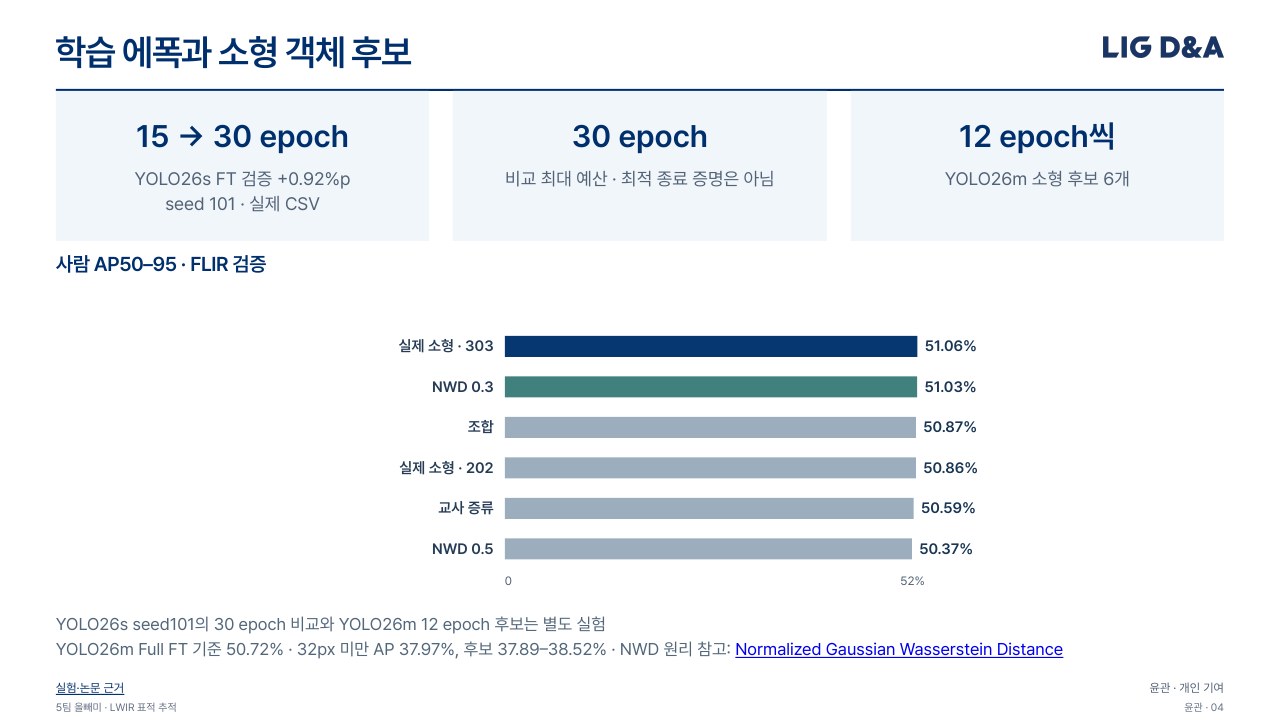 학습 에폭과 소형 객체 후보
LIG D&A
15 → 30 epoch
YOLO26s FT 검증 +0.92%p
seed 101 · 실제 CSV
30 epoch
비교 최대 예산 · 최적 종료 증명은 아님
12 epoch씩
YOLO26m 소형 후보 6개
사람 AP50–95 · FLIR 검증
실제 소형 · 303 51.06%
NWD 0.3 51.03%
조합 50.87%
실제 소형 · 202 50.86%
교사 증류 50.59%
NWD 0.5 50.37%
0 52%
YOLO26s seed101의 30 epoch 비교와 YOLO26m 12 epoch 후보는 별도 실험
YOLO26m Full FT 기준 50.72% · 32px 미만 AP 37.97%, 후보 37.89–38.52% · NWD 원리 참고: Normalized Gaussian Wasserstein Distance
실험·논문 근거
윤관 · 개인 기여
5팀 올빼미 · LWIR 표적 추적
윤관 · 04